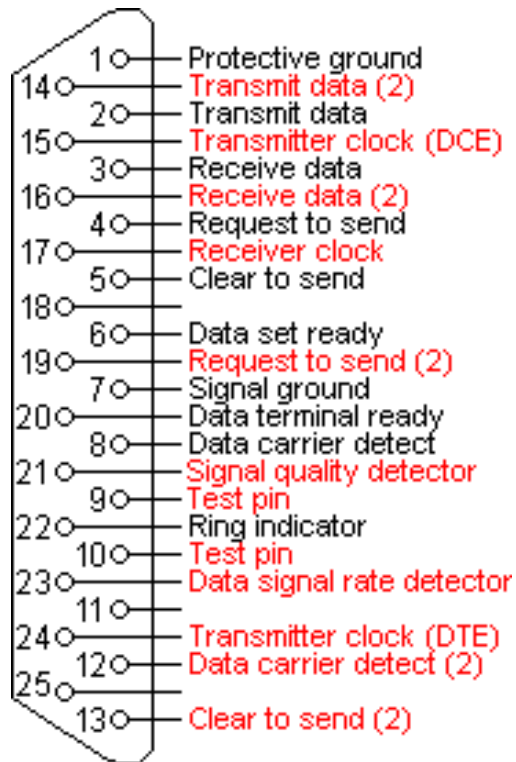 1 Protective ground
14 Transmit data (2)
2 Transmit data
15 Transmitter clock (DCE)
3 Receive data
16 Receive data (2)
4 Request to send
17 Receiver clock
5 Clear to send
18
6 Data set ready
19 Request to send (2)
7 Signal ground
20 Data terminal ready
8 Data carrier detect
21 Signal quality detector
9 Test pin
22 Ring indicator
10 Test pin
23 Data signal rate detector
11
24 Transmitter clock (DTE)
12 Data carrier detect (2)
25
13 Clear to send (2)